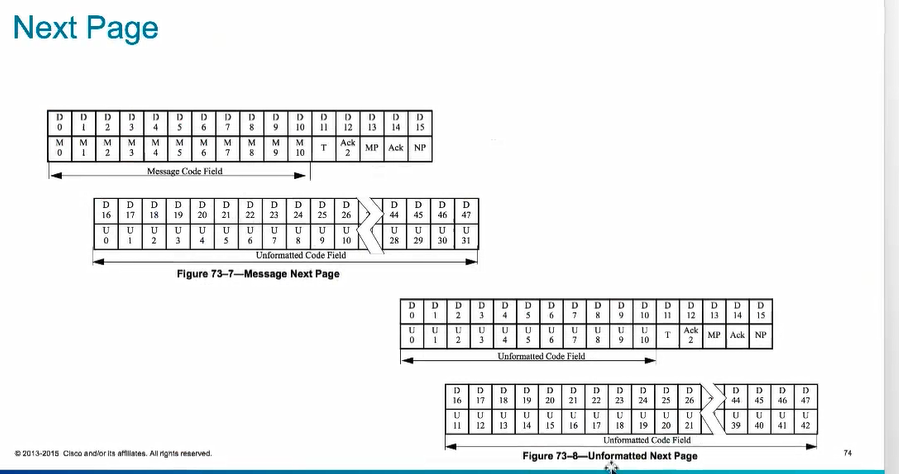 Next Page
D D D D D D D D D D D D D D D D
0 1 2 3 4 5 6 7 8 9 10 11 12 13 14 15
M M M M M M M M M M M T Ack MP Ack NP
0 1 2 3 4 5 6 7 8 9 10 2
Message Code Field
D D D D D D D D D D D D D D D
16 17 18 19 20 21 22 23 24 25 26 44 45 46 47
U U U U U U U U U U U U U U U
0 1 2 3 4 5 6 7 8 9 10 28 29 30 31
Unformatted Code Field
Figure 73–7—Message Next Page
D D D D D D D D D D D D D D D D
0 1 2 3 4 5 6 7 8 9 10 11 12 13 14 15
U U U U U U U U U U U T Ack MP Ack NP
0 1 2 3 4 5 6 7 8 9 10 2
Unformatted Code Field
D D D D D D D D D D D D D D D
16 17 18 19 20 21 22 23 24 25 26 44 45 46 47
U U U U U U U U U U U U U U U
11 12 13 14 15 16 17 18 19 20 21 39 40 41 42
Unformatted Code Field
Figure 73–8—Unformatted Next Page
© 2013-2015 Cisco and/or its affiliates. All rights reserved.
74